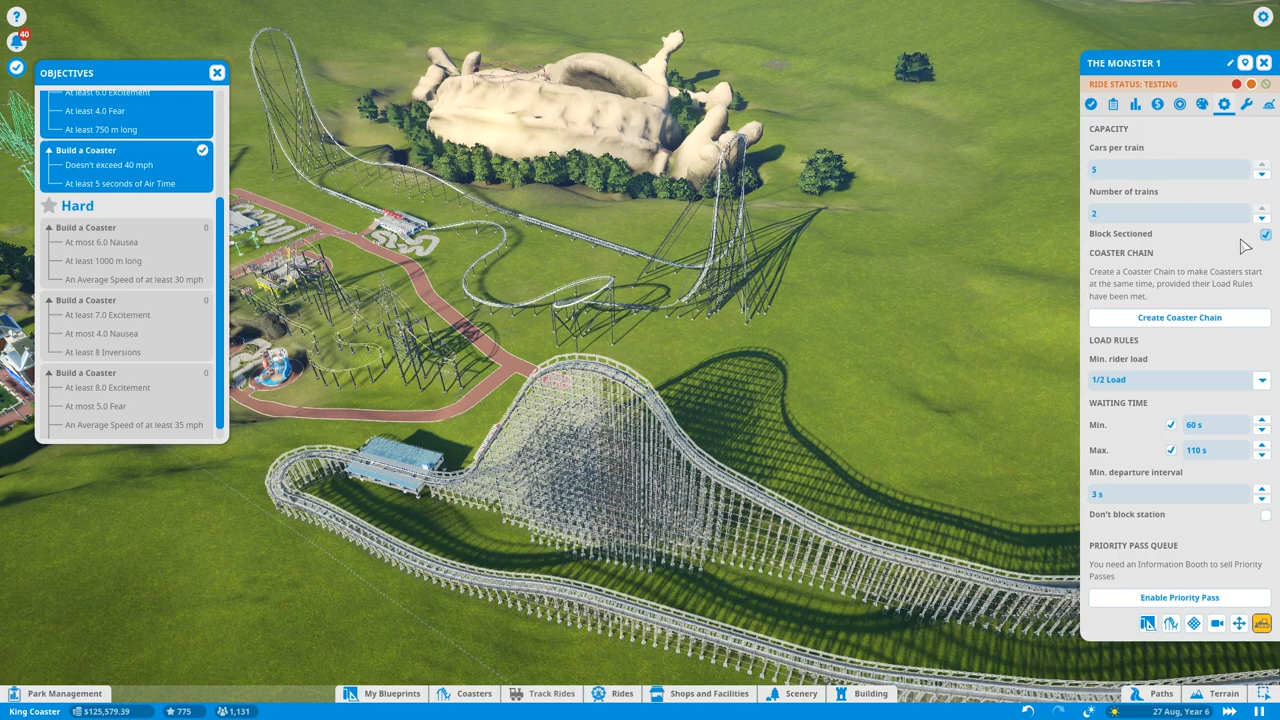 ?
40
OBJECTIVES
At least 6.0 Excitement
At least 4.0 Fear
At least 750 m long
Build a Coaster
Doesn't exceed 40 mph
At least 5 seconds of Air Time
Hard
Build a Coaster 0
At most 6.0 Nausea
At least 1000 m long
An Average Speed of at least 30 mph
Build a Coaster 0
At least 7.0 Excitement
At most 4.0 Nausea
At least 8 Inversions
Build a Coaster 0
At least 8.0 Excitement
At most 5.0 Fear
An Average Speed of at least 35 mph
THE MONSTER 1
RIDE STATUS: TESTING
CAPACITY
Cars per train
5
Number of trains
2
Block Sectioned
COASTER CHAIN
Create a Coaster Chain to make Coasters start
at the same time, provided their Load Rules
have been met.
Create Coaster Chain
LOAD RULES
Min. rider load
1/2 Load
WAITING TIME
Min. 60 s
Max. 110 s
Min. departure interval
3 s
Don't block station
PRIORITY PASS QUEUE
You need an Information Booth to sell Priority
Passes
Enable Priority Pass
Park Management
My Blueprints
Coasters
Track Rides
Rides
Shops and Facilities
Scenery
Building
Paths
Terrain
King Coaster
$125,579.39
775
1,131
27 Aug, Year 6